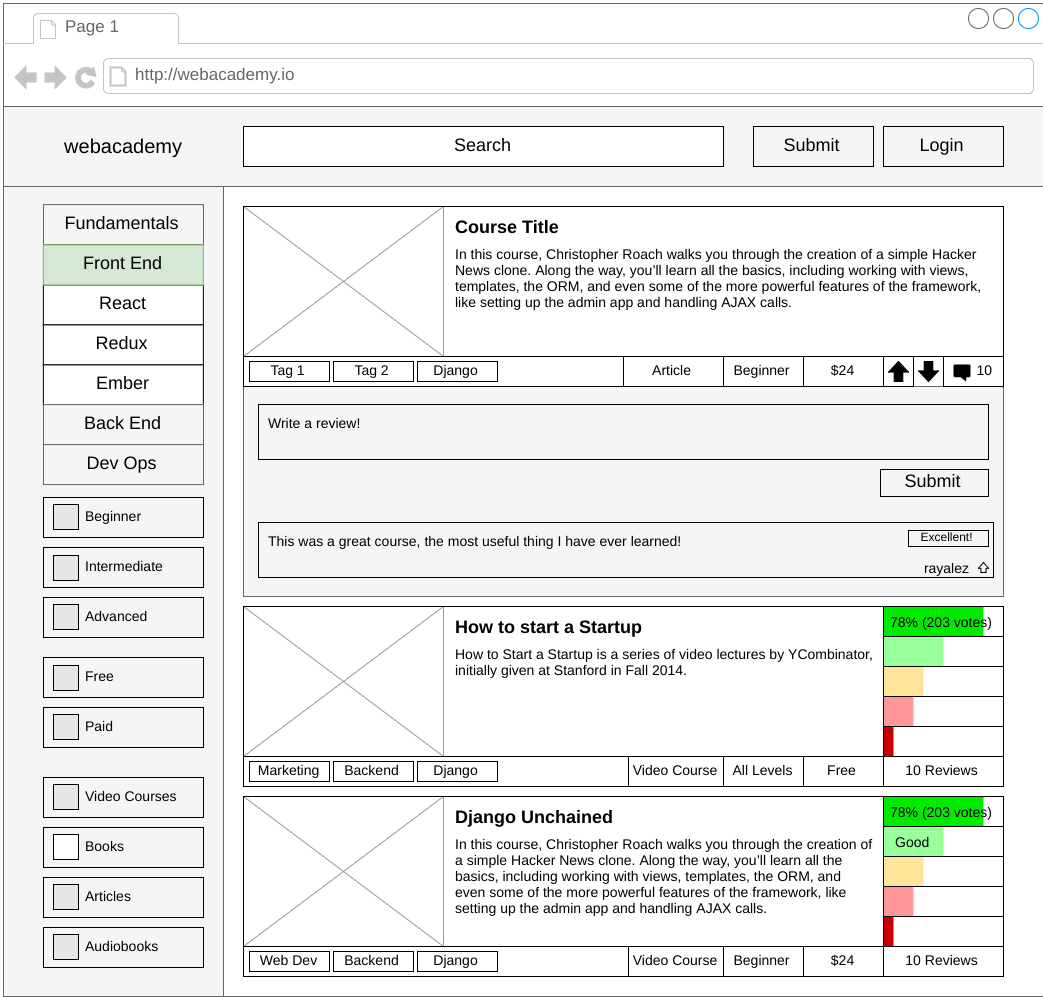 Page 1
http://webacademy.io
webacademy
Search
Submit
Login
Fundamentals
Front End
React
Redux
Ember
Back End
Dev Ops
Beginner
Intermediate
Advanced
Free
Paid
Video Courses
Books
Articles
Audiobooks
Course Title
In this course, Christopher Roach walks you through the creation of a simple Hacker
News clone. Along the way, you’ll learn all the basics, including working with views,
templates, the ORM, and even some of the more powerful features of the framework,
like setting up the admin app and handling AJAX calls.
Tag 1
Tag 2
Django
Article
Beginner
$24
10
Write a review!
Submit
This was a great course, the most useful thing I have ever learned!
Excellent!
rayalez
How to start a Startup
How to Start a Startup is a series of video lectures by YCombinator,
initially given at Stanford in Fall 2014.
78% (203 votes)
Marketing
Backend
Django
Video Course
All Levels
Free
10 Reviews
Django Unchained
In this course, Christopher Roach walks you through the creation of
a simple Hacker News clone. Along the way, you’ll learn all the
basics, including working with views, templates, the ORM, and
even some of the more powerful features of the framework, like
setting up the admin app and handling AJAX calls.
78% (203 votes)
Good
Web Dev
Backend
Django
Video Course
Beginner
$24
10 Reviews